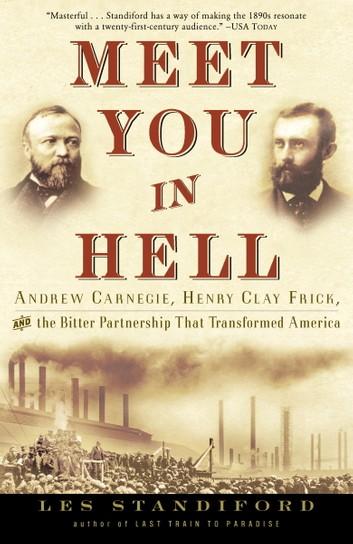 "Masterful . . . Standiford has a way of making the 1890s resonate
with a twenty-first-century audience." –USA TODAY
MEET
YOU
IN
HELL
ANDREW CARNEGIE, HENRY CLAY FRICK,
AND the Bitter Partnership That Transformed America
LES STANDIFORD
author of LAST TRAIN TO PARADISE